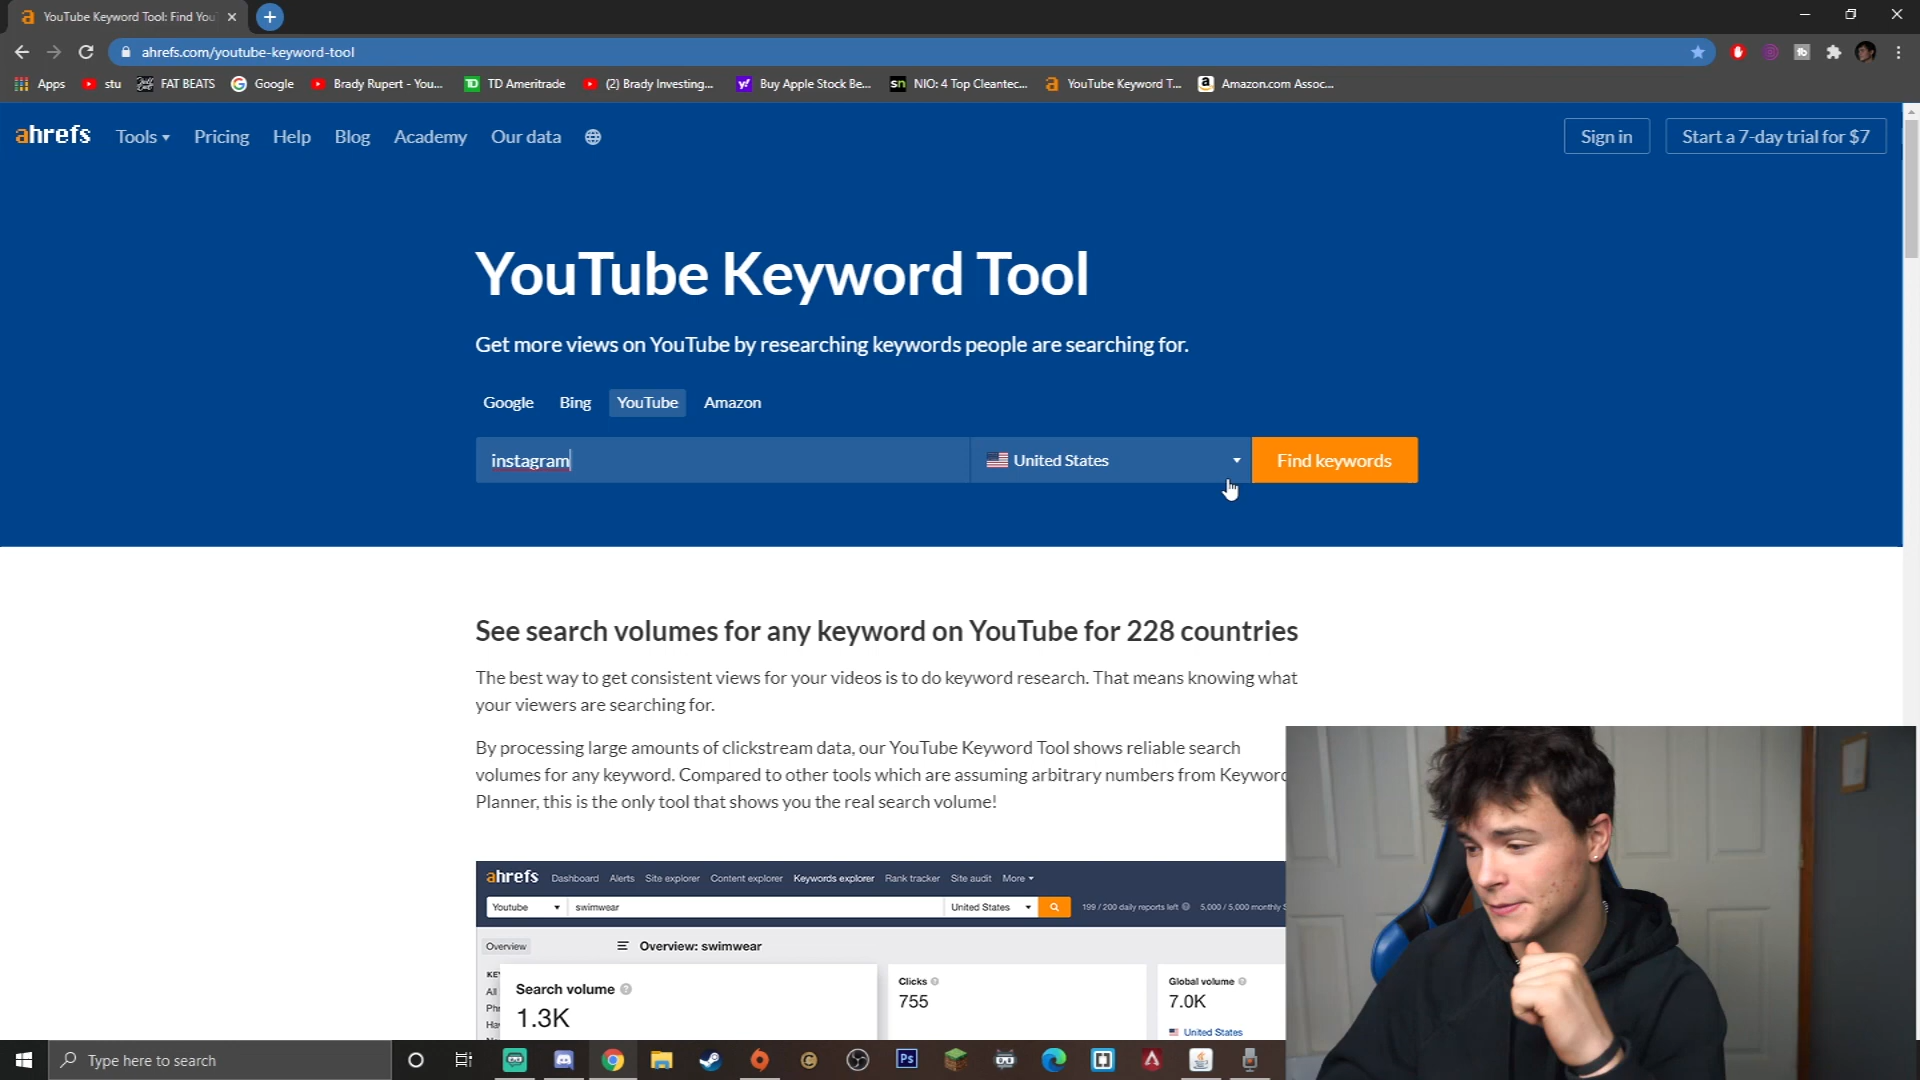 YouTube Keyword Tool: Find You
ahrefs.com/youtube-keyword-tool
Apps stu FAT BEATS Google Brady Rupert - You... TD Ameritrade (2) Brady Investing... Buy Apple Stock Be... NIO: 4 Top Cleantec... YouTube Keyword T... Amazon.com Assoc...
ahrefs Tools Pricing Help Blog Academy Our data Sign in Start a 7-day trial for $7
YouTube Keyword Tool
Get more views on YouTube by researching keywords people are searching for.
Google Bing YouTube Amazon
instagram United States Find keywords
See search volumes for any keyword on YouTube for 228 countries
The best way to get consistent views for your videos is to do keyword research. That means knowing what
your viewers are searching for.
By processing large amounts of clickstream data, our YouTube Keyword Tool shows reliable search
volumes for any keyword. Compared to other tools which are assuming arbitrary numbers from Keyword
Planner, this is the only tool that shows you the real search volume!
ahrefs Dashboard Alerts Site explorer Content explorer Keywords explorer Rank tracker Site audit More
Youtube swimwear United States 199 / 200 daily reports left 5,000 / 5,000 monthly
Overview Overview: swimwear
KE
All
Phr
Hav
Search volume
1.3K
Clicks
755
Global volume
7.0K
United States
Type here to search
Ps